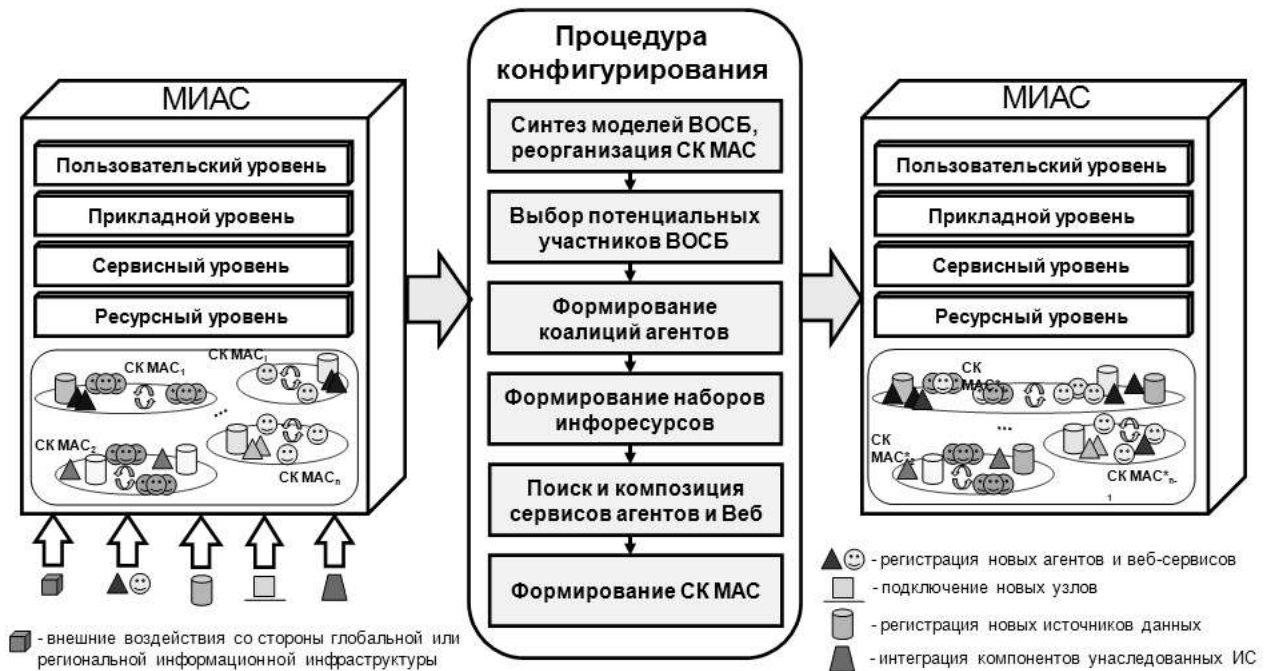 МИАС
Пользовательский уровень
Прикладной уровень
Сервисный уровень
Ресурсный уровень
СК МАС1
СК МАСl
...
СК МАС2
СК МАСn
Процедура
конфигурирования
Синтез моделей ВОСБ,
реорганизация СК МАС
Выбор потенциальных
участников ВОСБ
Формирование
коалиций агентов
Формирование наборов
инфоресурсов
Поиск и композиция
сервисов агентов и Веб
Формирование СК МАС
МИАС
Пользовательский уровень
Прикладной уровень
Сервисный уровень
Ресурсный уровень
СК
МАС*
...
СК
МАС*2
СК МАС*n-
1
- внешние воздействия со стороны глобальной или
региональной информационной инфраструктуры
- регистрация новых агентов и веб-сервисов
- подключение новых узлов
- регистрация новых источников данных
- интеграция компонентов унаследованных ИС